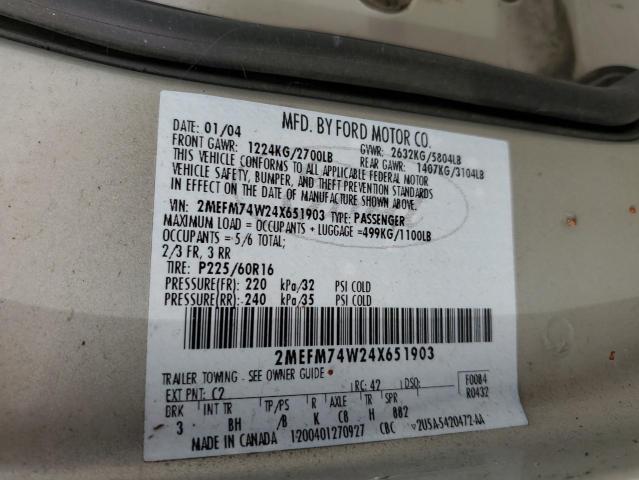 MFD. BY FORD MOTOR CO.
DATE: 01/04
FRONT GAWR: 1224KG/2700LB
GVWR: 2632KG/5804LB
REAR GAWR: 1407KG/3104LB
THIS VEHICLE CONFORMS TO ALL APPLICABLE FEDERAL MOTOR
VEHICLE SAFETY, BUMPER, AND THEFT PREVENTION STANDARDS
IN EFFECT ON THE DATE OF MANUFACTURE SHOWN ABOVE.
VIN: 2MEFM74W24X651903 TYPE: PASSENGER
MAXIMUM LOAD = OCCUPANTS + LUGGAGE =499KG/1100LB
OCCUPANTS = 5/6 TOTAL;
2/3 FR, 3 RR
TIRE: P225/60R16
PRESSURE(FR): 220 kPa/32 PSI COLD
PRESSURE(RR): 240 kPa/35 PSI COLD
2MEFM74W24X651903
TRAILER TOWING - SEE OWNER GUIDE
EXT PNT: C2 RC: 42 DSO: F0084
R0432
BRK INT TR TP/PS R AXLE TR SPR
3 BH /B K C8 H 882
MADE IN CANADA 1200401270927 CBC